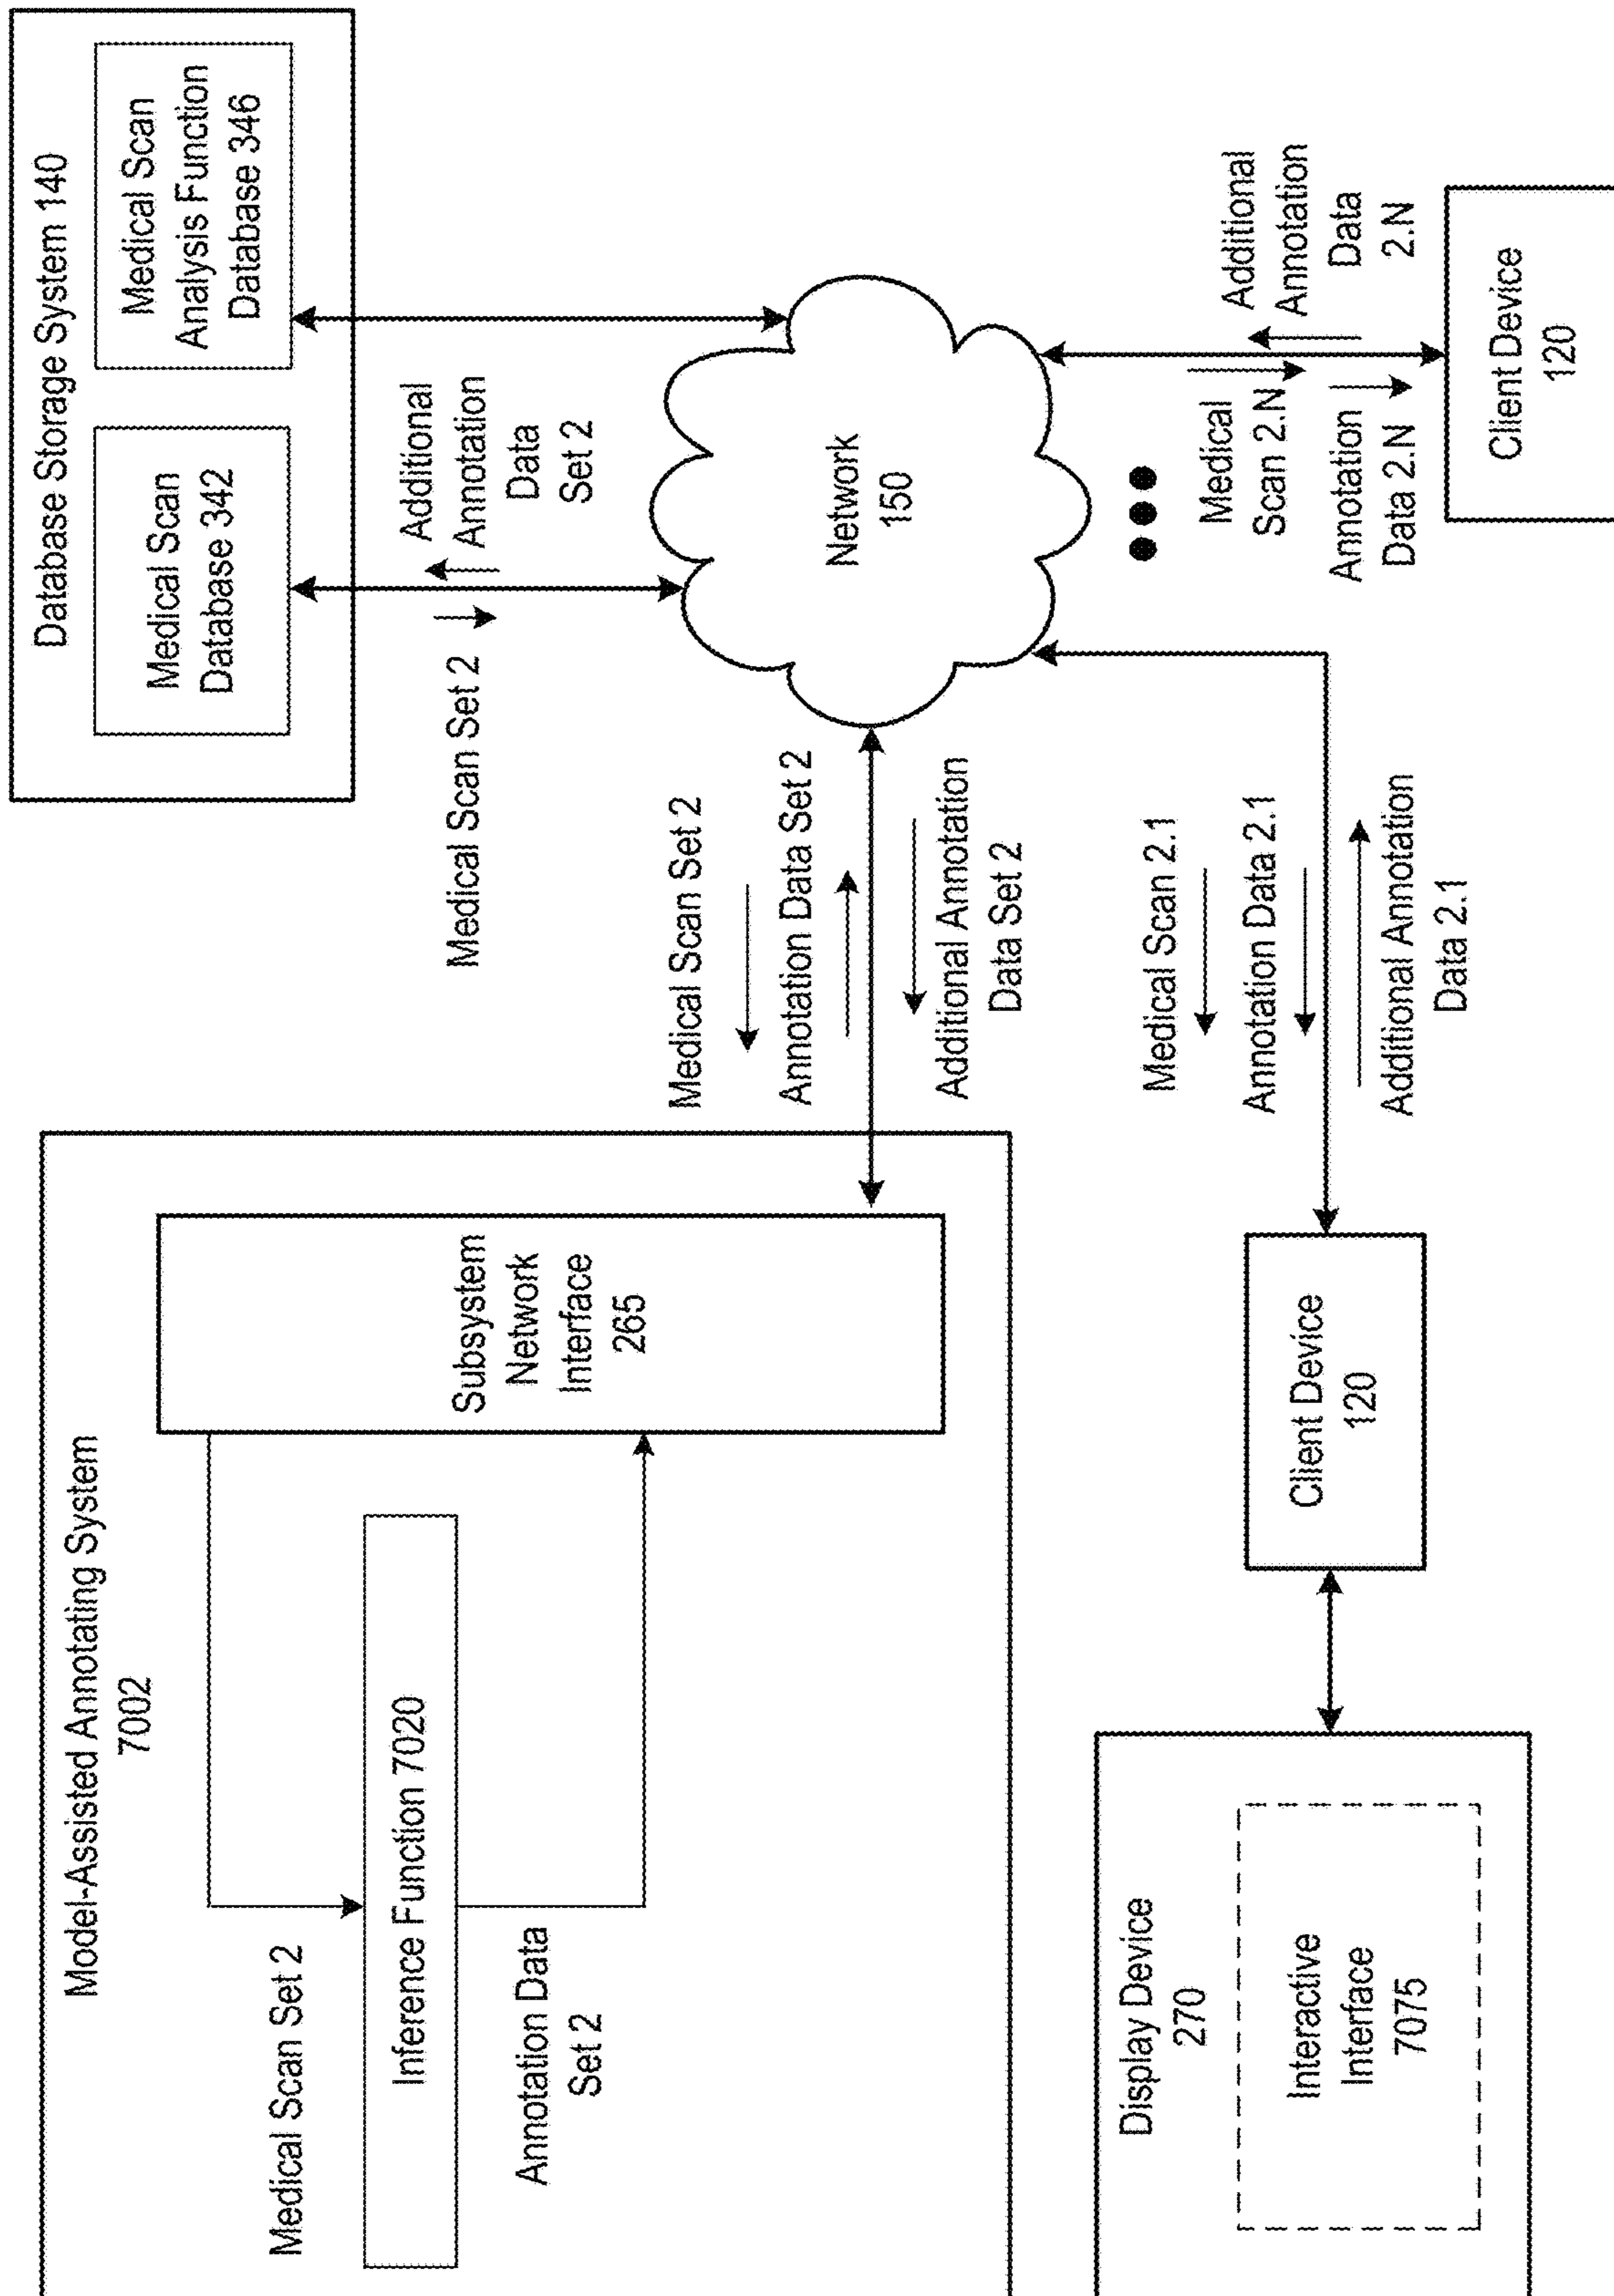 Model-Assisted Annotating System
7002
Medical Scan Set 2
Inference Function 7020
Annotation Data
Set 2
Subsystem
Network
Interface
265
Medical Scan Set 2
Annotation Data Set 2
Additional Annotation
Data Set 2
Database Storage System 140
Medical Scan
Database 342
Medical Scan
Analysis Function
Database 346
Medical Scan Set 2
Additional
Annotation
Data
Set 2
Network
150
Display Device
270
Interactive
Interface
7075
Client Device
120
Medical Scan 2.1
Annotation Data 2.1
Additional Annotation
Data 2.1
Medical
Scan 2.N
Annotation
Data 2.N
Additional
Annotation
Data
2.N
Client Device
120